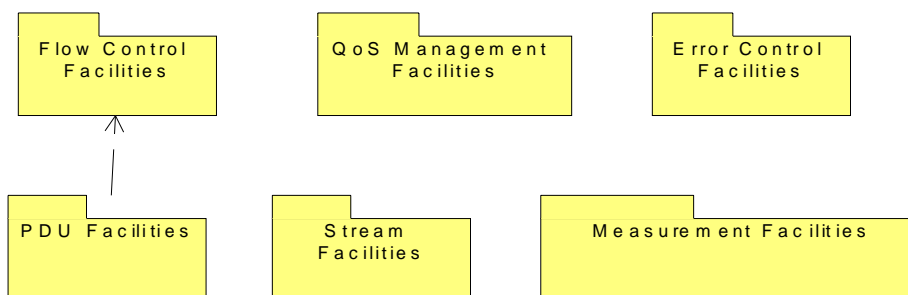 Flow Control
Facilities
QoS Management
Facilities
Error Control
Facilities
PDU Facilities
Stream
Facilities
Measurement Facilities